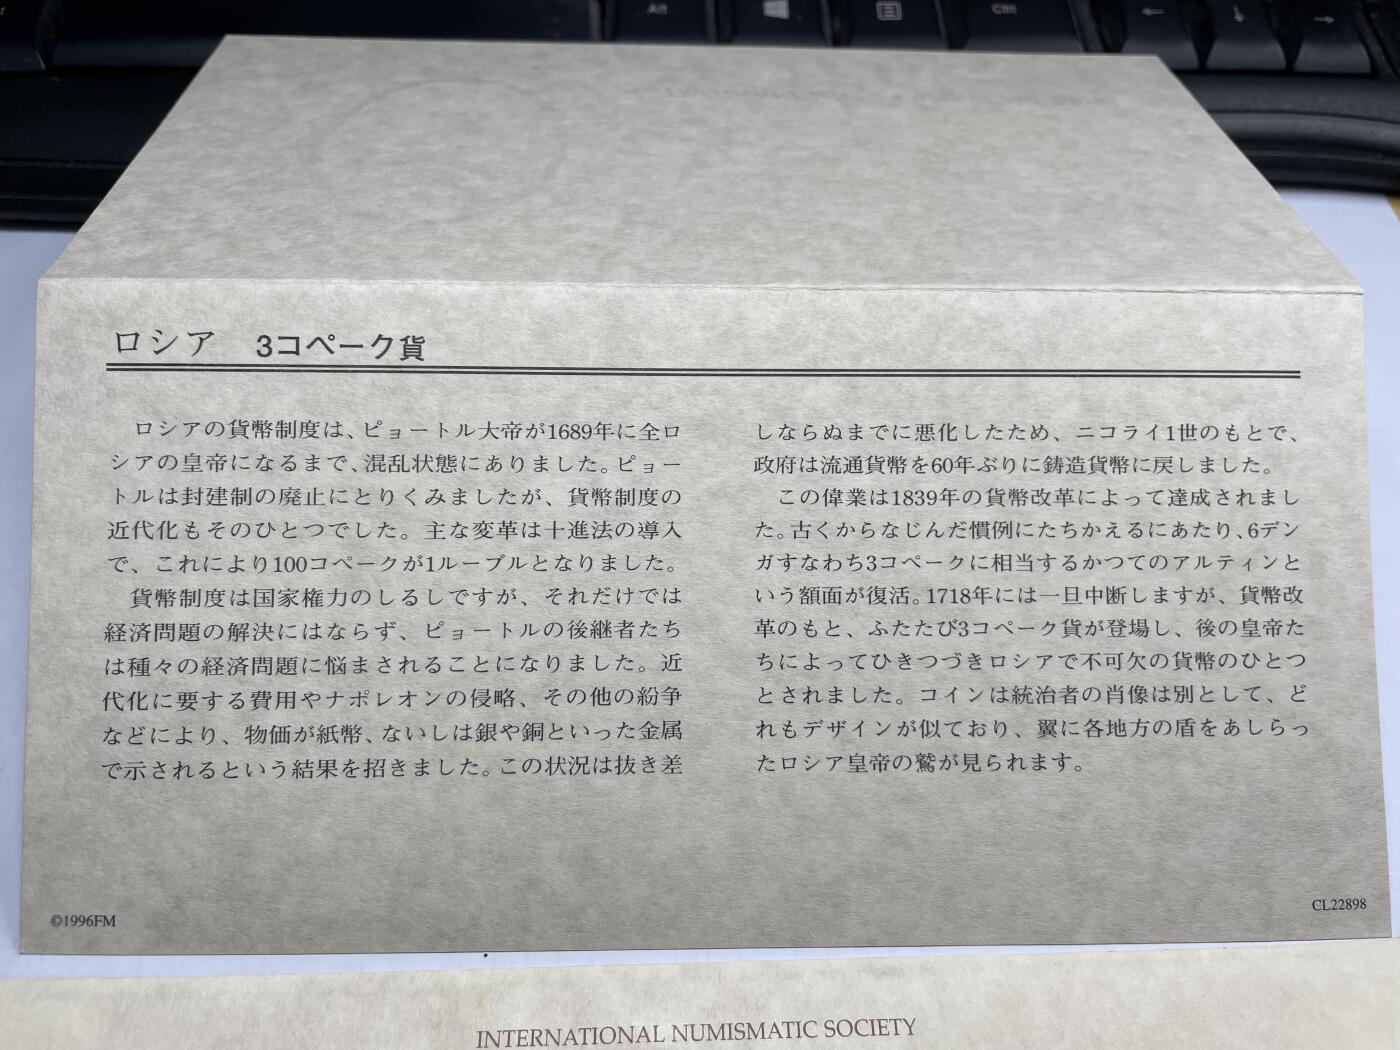 Alt
Ctrl
ロシア 3コペーク貨
ロシアの貨幣制度は、ピョートル大帝が1689年に全ロ
シアの皇帝になるまで、混乱状態にありました。ピョー
トルは封建制の廃止にとりくみましたが、貨幣制度の
近代化もそのひとつでした。主な変革は十進法の導入
で、これにより100コペークが1ルーブルとなりました。
貨幣制度は国家権力のしるしですが、それだけでは
経済問題の解決にはならず、ピョートルの後継者たち
は種々の経済問題に悩まされることになりました。近
代化に要する費用やナポレオンの侵略、その他の紛争
などにより、物価が紙幣、ないしは銀や銅といった金属
で示されるという結果を招きました。この状況は抜き差
しならぬまでに悪化したため、ニコライ1世のもとで、
政府は流通貨幣を60年ぶりに鋳造貨幣に戻しました。
この偉業は1839年の貨幣改革によって達成されまし
た。古くからなじんだ慣例にたちかえるにあたり、6デン
ガすなわち3コペークに相当するかつてのアルティンと
いう額面が復活。1718年には一旦中断しますが、貨幣改
革のもと、ふたたび3コペーク貨が登場し、後の皇帝た
ちによってひきつづきロシアで不可欠の貨幣のひとつ
とされました。コインは統治者の肖像は別として、ど
れもデザインが似ており、翼に各地方の盾をあしらっ
たロシア皇帝の鷲が見られます。
©1996FM
CL22898
INTERNATIONAL NUMISMATIC SOCIETY